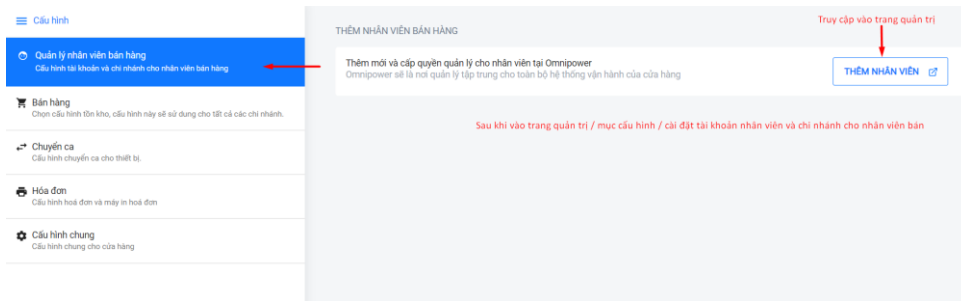 Cấu hình
Quản lý nhân viên bán hàng
Cấu hình tài khoản và chi nhánh cho nhân viên bán hàng
Bán hàng
Chọn cấu hình tồn kho, cấu hình này sẽ sử dung cho tất cả các chi nhánh.
Chuyển ca
Cấu hình chuyển ca cho thiết bị.
Hóa đơn
Cấu hình hoá đơn và máy in hoá đơn
Cấu hình chung
Cấu hình chung cho cửa hàng
THÊM NHÂN VIÊN BÁN HÀNG
Truy cập vào trang quản trị
Thêm mới và cấp quyền quản lý cho nhân viên tại Omnipower
Omnipower sẽ là nơi quản lý tập trung cho toàn bộ hệ thống vận hành của cửa hàng
THÊM NHÂN VIÊN
Sau khi vào trang quản trị / mục cấu hình / cài đặt tài khoản nhân viên và chi nhánh cho nhân viên bán